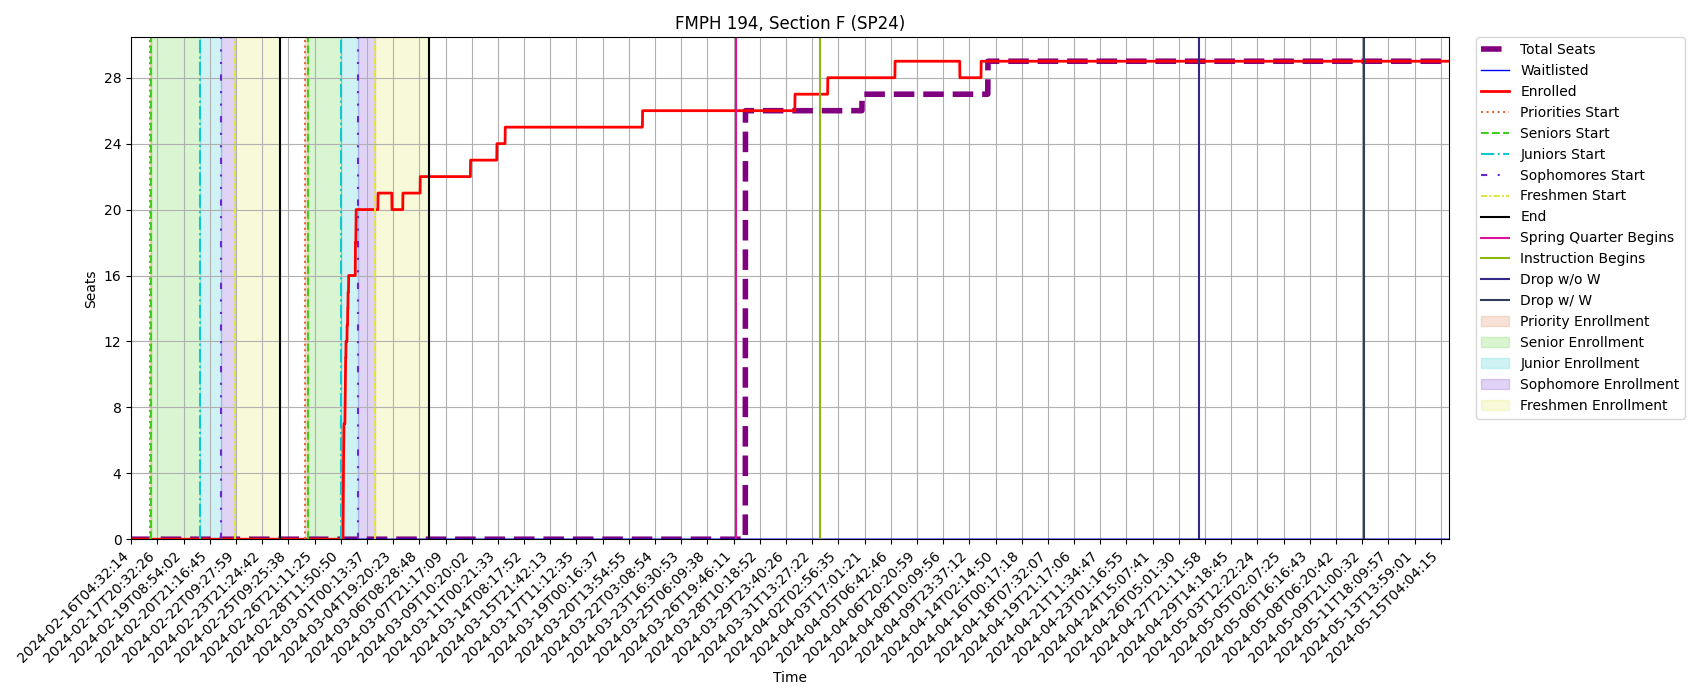 FMPH 194, Section F (SP24)
Seats
28
24
20
16
12
8
4
0
2024-02-16T04:32:14
2024-02-17T20:32:26
2024-02-19T08:54:02
2024-02-20T21:16:45
2024-02-22T09:27:59
2024-02-23T21:24:42
2024-02-25T09:25:38
2024-02-26T21:11:25
2024-02-28T11:50:50
2024-03-01T00:13:37
2024-03-04T19:20:23
2024-03-06T08:28:48
2024-03-07T21:17:09
2024-03-09T10:20:02
2024-03-11T00:21:33
2024-03-14T08:17:52
2024-03-15T21:42:13
2024-03-17T11:12:35
2024-03-19T00:16:37
2024-03-20T13:54:55
2024-03-22T03:08:54
2024-03-23T16:30:53
2024-03-25T06:09:38
2024-03-26T19:46:11
2024-03-28T10:18:52
2024-03-29T23:40:26
2024-03-31T13:27:22
2024-04-02T02:56:35
2024-04-03T17:01:21
2024-04-05T06:42:46
2024-04-06T20:20:59
2024-04-08T10:09:56
2024-04-09T23:37:12
2024-04-14T02:14:50
2024-04-16T00:17:18
2024-04-18T07:32:07
2024-04-19T21:17:06
2024-04-21T11:34:47
2024-04-23T01:16:55
2024-04-24T15:07:41
2024-04-26T05:01:30
2024-04-27T21:11:58
2024-04-29T14:18:45
2024-05-03T12:22:24
2024-05-05T02:07:25
2024-05-06T16:16:43
2024-05-08T06:20:42
2024-05-09T21:00:32
2024-05-11T18:09:57
2024-05-13T13:59:01
2024-05-15T04:04:15
Time
Total Seats
Waitlisted
Enrolled
Priorities Start
Seniors Start
Juniors Start
Sophomores Start
Freshmen Start
End
Spring Quarter Begins
Instruction Begins
Drop w/o W
Drop w/ W
Priority Enrollment
Senior Enrollment
Junior Enrollment
Sophomore Enrollment
Freshmen Enrollment